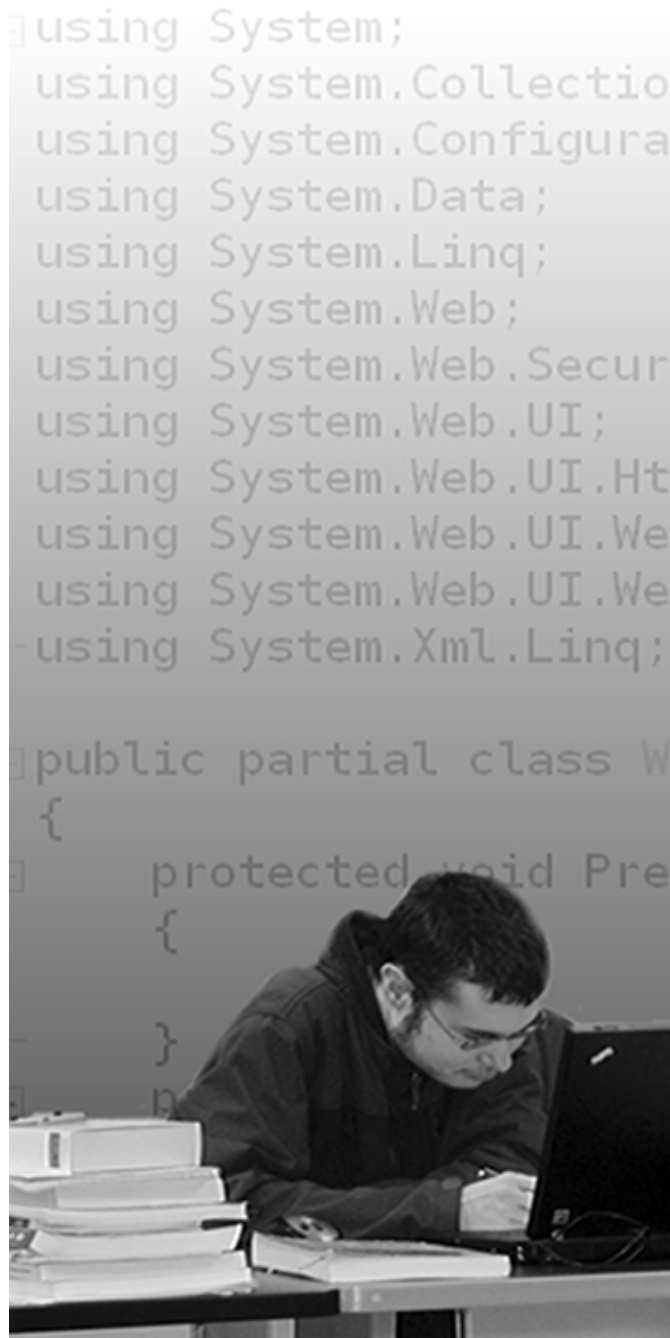 using System;
using System.Collectio
using System.Configura
using System.Data;
using System.Linq;
using System.Web;
using System.Web.Secur
using System.Web.UI;
using System.Web.UI.Ht
using System.Web.UI.We
using System.Web.UI.We
using System.Xml.Linq;
public partial class W
{
protected void Pre
{
}
p